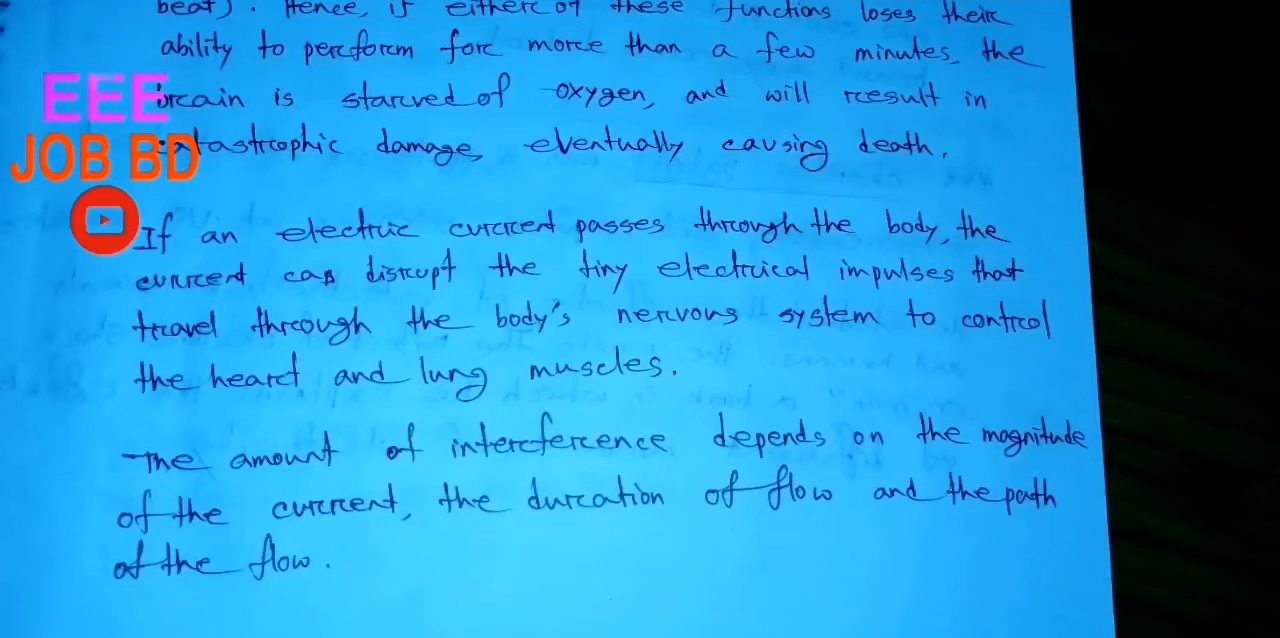 beat). Hence, if either of these functions loses their
ability to perform for more than a few minutes, the
brain is starved of oxygen, and will result in
catastrophic damage, eventually causing death.
EEE
JOB BD
If an electric current passes through the body, the
current can disrupt the tiny electrical impulses that
travel through the body's nervous system to control
the heart and lung muscles.
The amount of interference depends on the magnitude
of the current, the duration of flow and the path
of the flow.